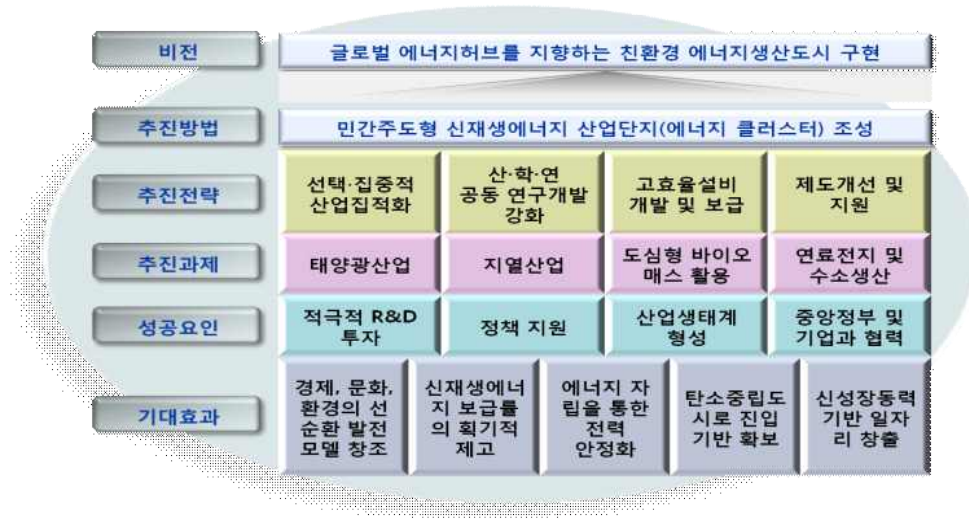 비전
글로벌 에너지허브를 지향하는 친환경 에너지생산도시 구현
추진방법
민간주도형 신재생에너지 산업단지(에너지 클러스터) 조성
추진전략
선택·집중적
산업집적화
산·학·연
공동 연구개발
강화
고효율설비
개발 및 보급
제도개선 및
지원
추진과제
태양광산업
지열산업
도심형 바이오
매스 활용
연료전지 및
수소생산
성공요인
적극적 R&D
투자
정책 지원
산업생태계
형성
중앙정부 및
기업과 협력
기대효과
경제, 문화,
환경의 선
순환 발전
모델 창조
신재생에너
지 보급률
의 획기적
제고
에너지 자
립을 통한
전력
안정화
탄소중립도
시로 진입
기반 확보
신성장동력
기반 일자
리 창출